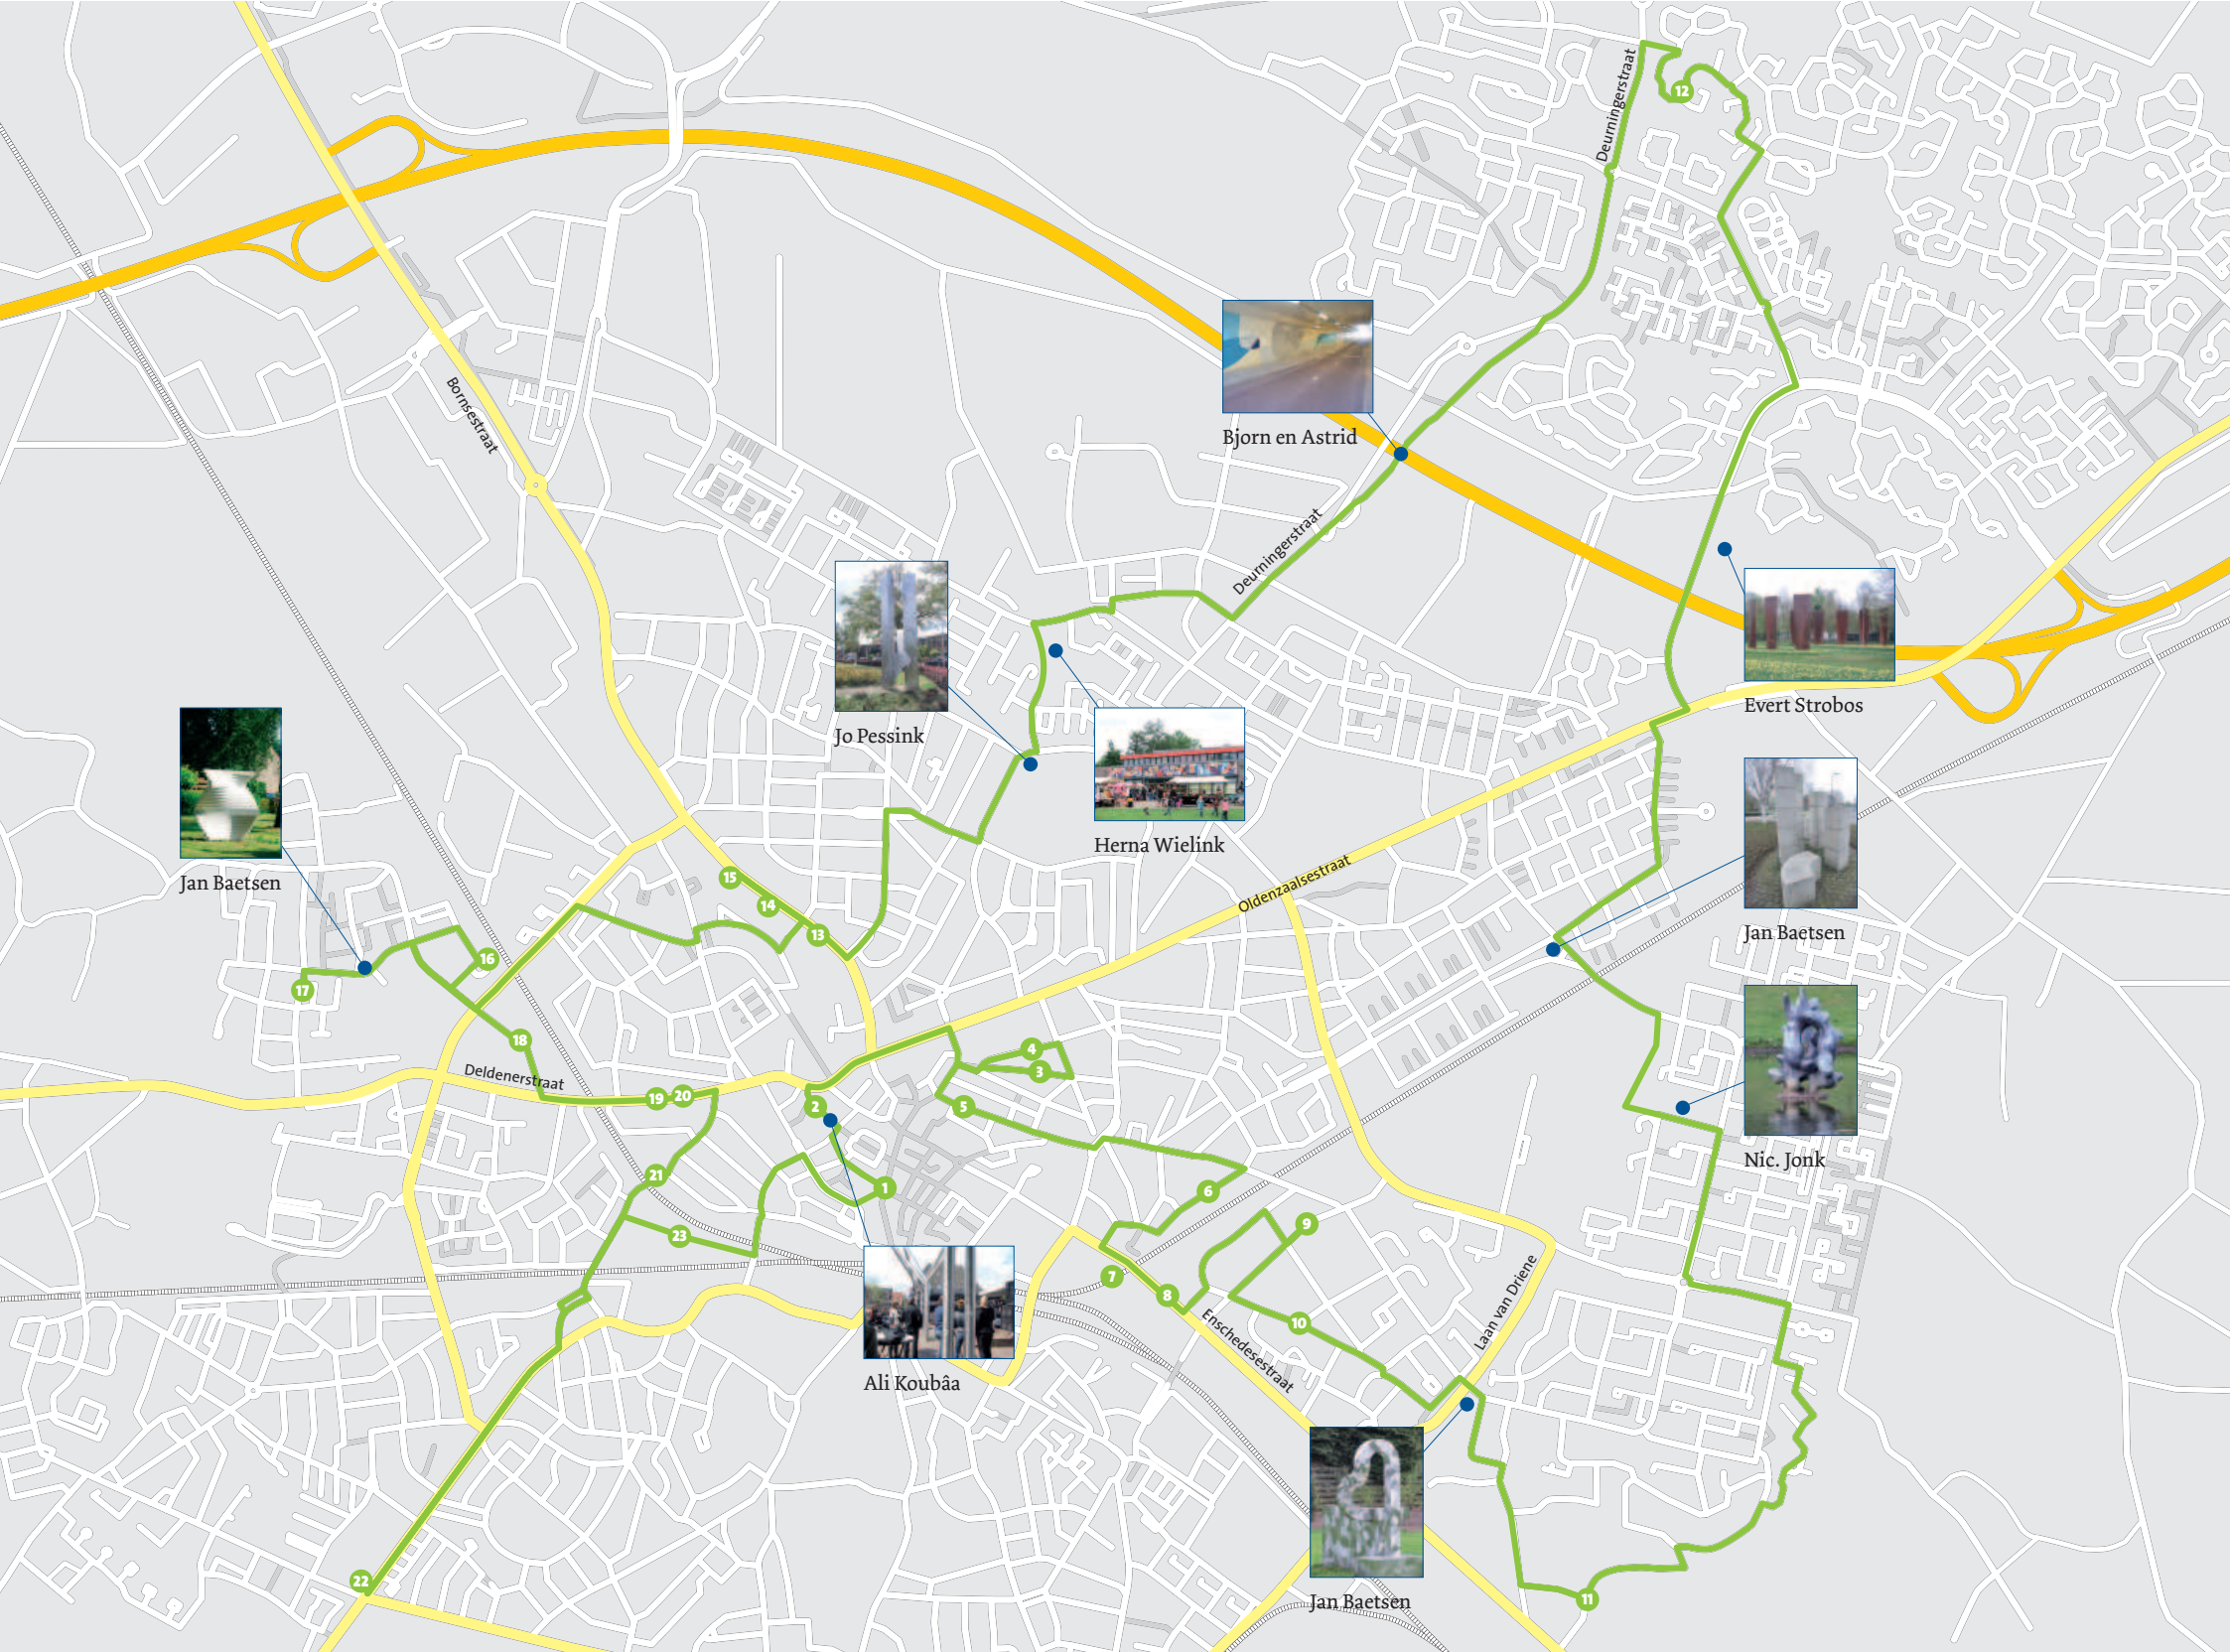 Deurningerstraat
12
Bornsestraat
Bjorn en Astrid
Deurningerstraat
Jo Pessink
Evert Strobos
Herna Wielink
Jan Baetsen
Oldenzaalsestraat
15
14
13
Jan Baetsen
16
17
18
4
3
Deldenerstraat
19
20
2
5
Nic. Jonk
21
1
6
23
9
7
8
10
Enschedesestraat
Laan van Driene
Ali Koubâa
22
11
Jan Baetsen